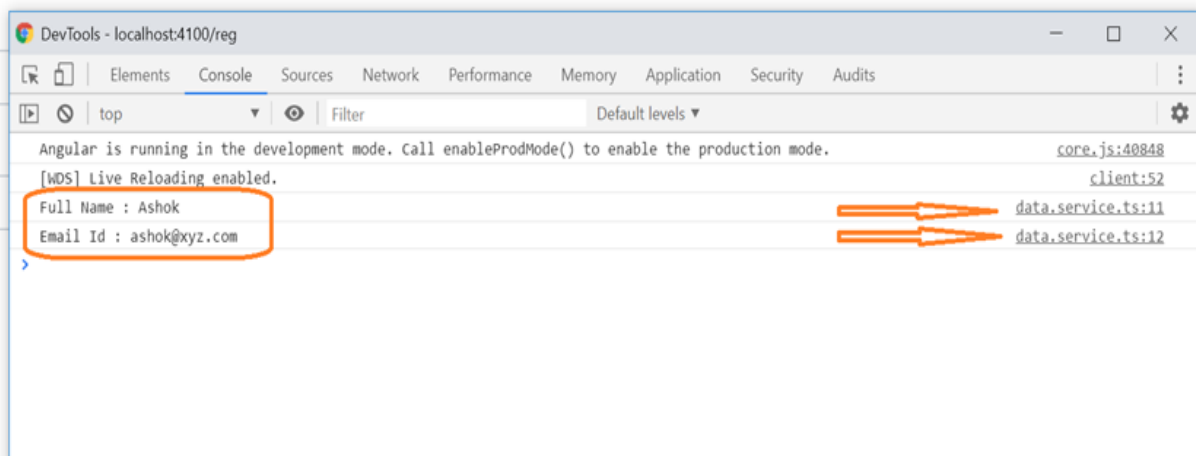 DevTools - localhost:4100/reg
Elements Console Sources Network Performance Memory Application Security Audits
top Filter Default levels
Angular is running in the development mode. Call enableProdMode() to enable the production mode. core.js:40848
[WDS] Live Reloading enabled. client:52
Full Name : Ashok data.service.ts:11
Email Id : ashok@xyz.com data.service.ts:12